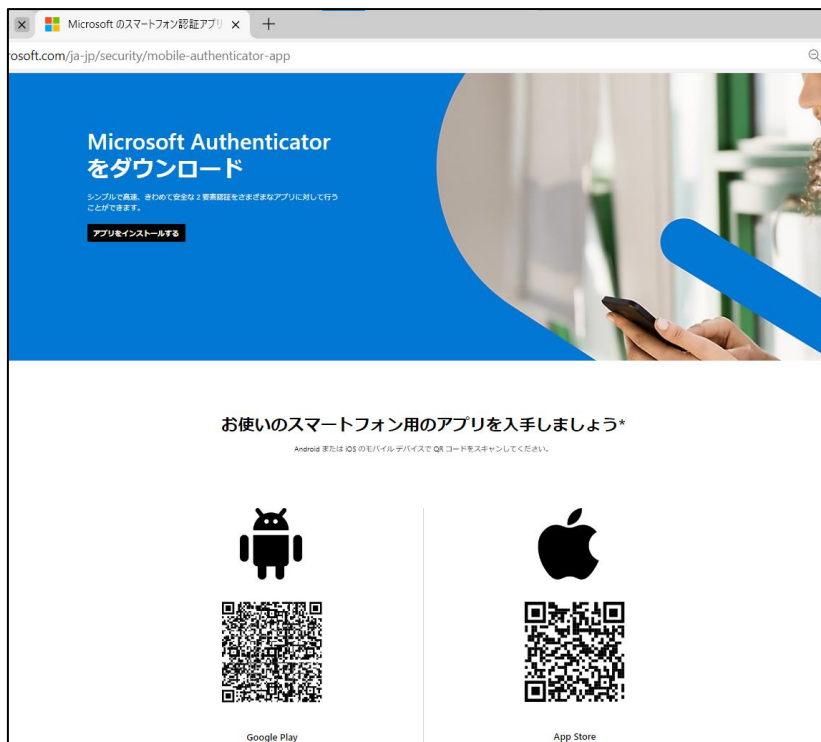 Microsoft のスマートフォン認証アプリ
rosoft.com/ja-jp/security/mobile-authenticator-app
Microsoft Authenticator
をダウンロード
シンプルで高速、きわめて安全な 2 要素認証をさまざまなアプリに対して行う
ことができます。
アプリをインストールする
お使いのスマートフォン用のアプリを入手しましょう*
Android または iOS のモバイル デバイスで QR コードをスキャンしてください。
Google Play
App Store